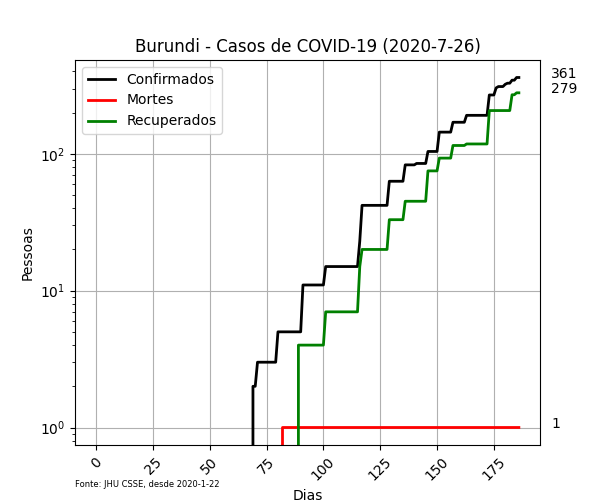 Burundi - Casos de COVID-19 (2020-7-26)
Confirmados
Mortes
Recuperados
361
279
1
10²
10¹
10⁰
Pessoas
0
25
50
75
100
125
150
175
Fonte: JHU CSSE, desde 2020-1-22
Dias